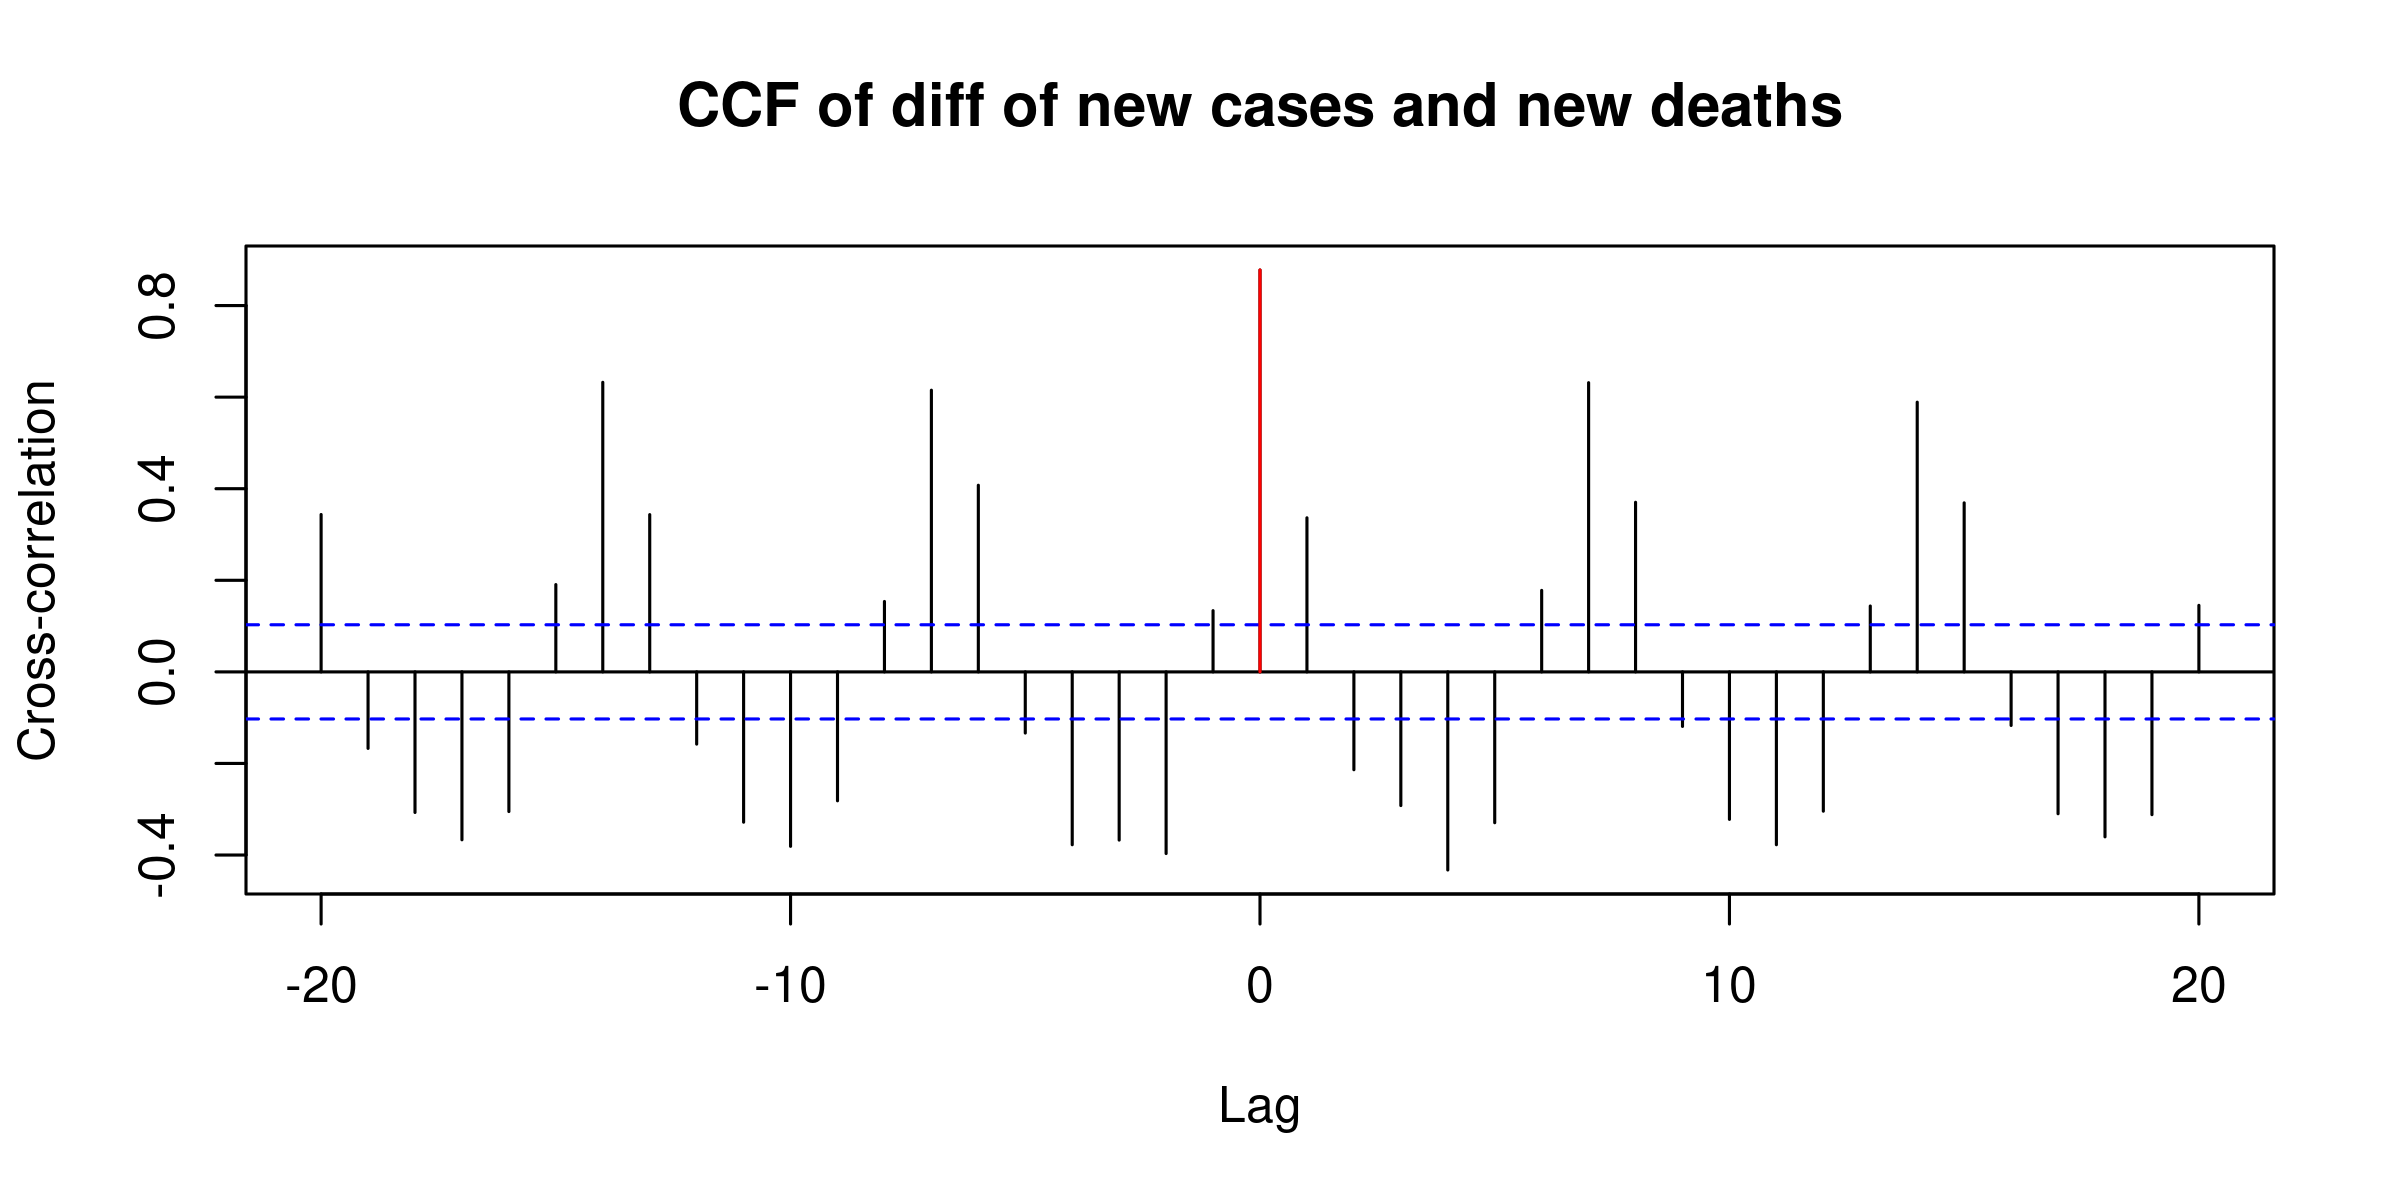 CCF of diff of new cases and new deaths
Cross-correlation
0.8
0.4
0.0
-0.4
-20 -10 0 10 20
Lag